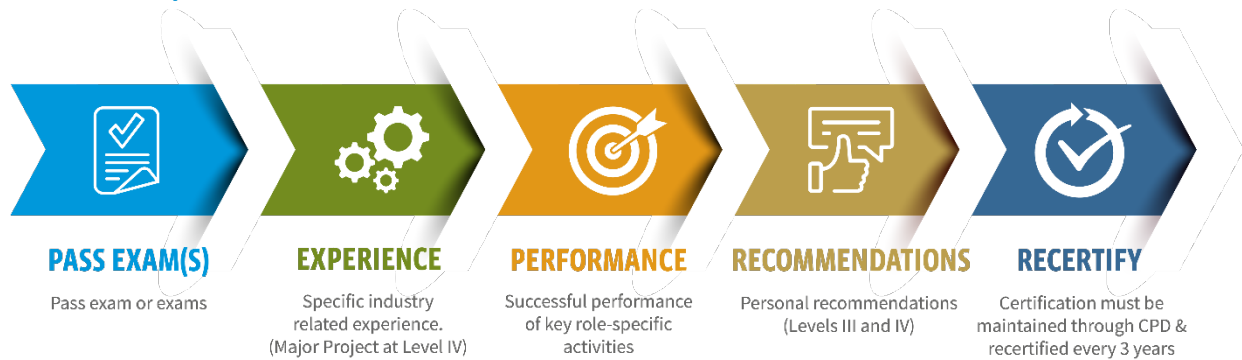 PASS EXAM(S)
Pass exam or exams
EXPERIENCE
Specific industry
related experience.
(Major Project at Level IV)
PERFORMANCE
Successful performance
of key role-specific
activities
RECOMMENDATIONS
Personal recommendations
(Levels III and IV)
RECERTIFY
Certification must be
maintained through CPD &
recertified every 3 years